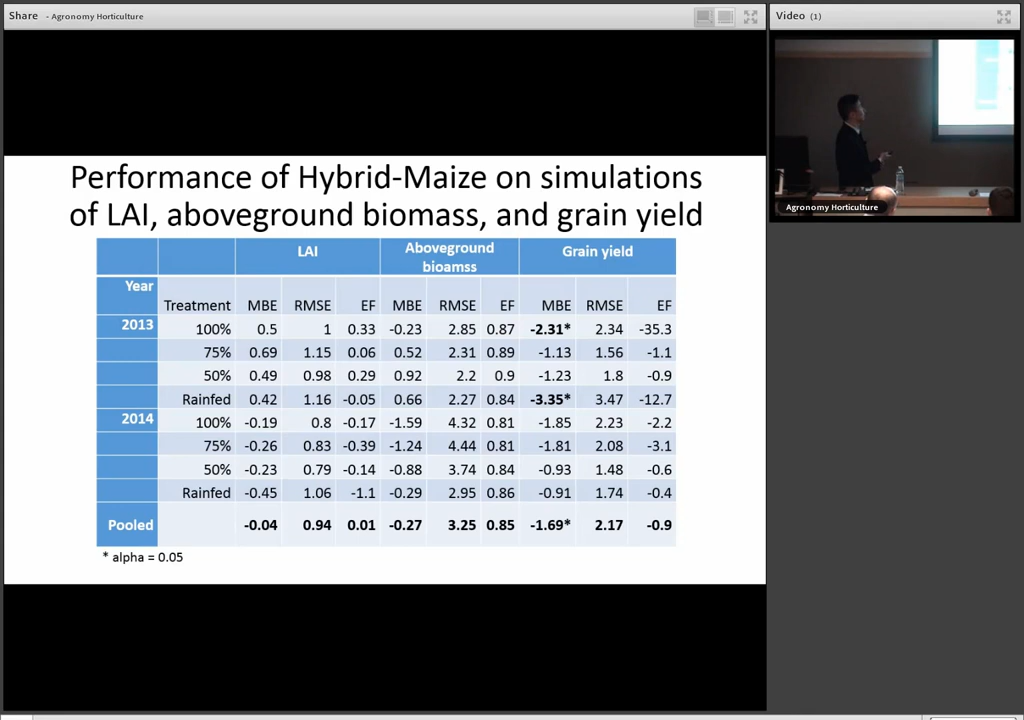 Share - Agronomy Horticulture
Video (1)
Agronomy Horticulture
Performance of Hybrid-Maize on simulations
of LAI, aboveground biomass, and grain yield
LAI Aboveground bioamss Grain yield
Year Treatment MBE RMSE EF MBE RMSE EF MBE RMSE EF
2013 100% 0.5 1 0.33 -0.23 2.85 0.87 -2.31* 2.34 -35.3
75% 0.69 1.15 0.06 0.52 2.31 0.89 -1.13 1.56 -1.1
50% 0.49 0.98 0.29 0.92 2.2 0.9 -1.23 1.8 -0.9
Rainfed 0.42 1.16 -0.05 0.66 2.27 0.84 -3.35* 3.47 -12.7
2014 100% -0.19 0.8 -0.17 -1.59 4.32 0.81 -1.85 2.23 -2.2
75% -0.26 0.83 -0.39 -1.24 4.44 0.81 -1.81 2.08 -3.1
50% -0.23 0.79 -0.14 -0.88 3.74 0.84 -0.93 1.48 -0.6
Rainfed -0.45 1.06 -1.1 -0.29 2.95 0.86 -0.91 1.74 -0.4
Pooled -0.04 0.94 0.01 -0.27 3.25 0.85 -1.69* 2.17 -0.9
* alpha = 0.05